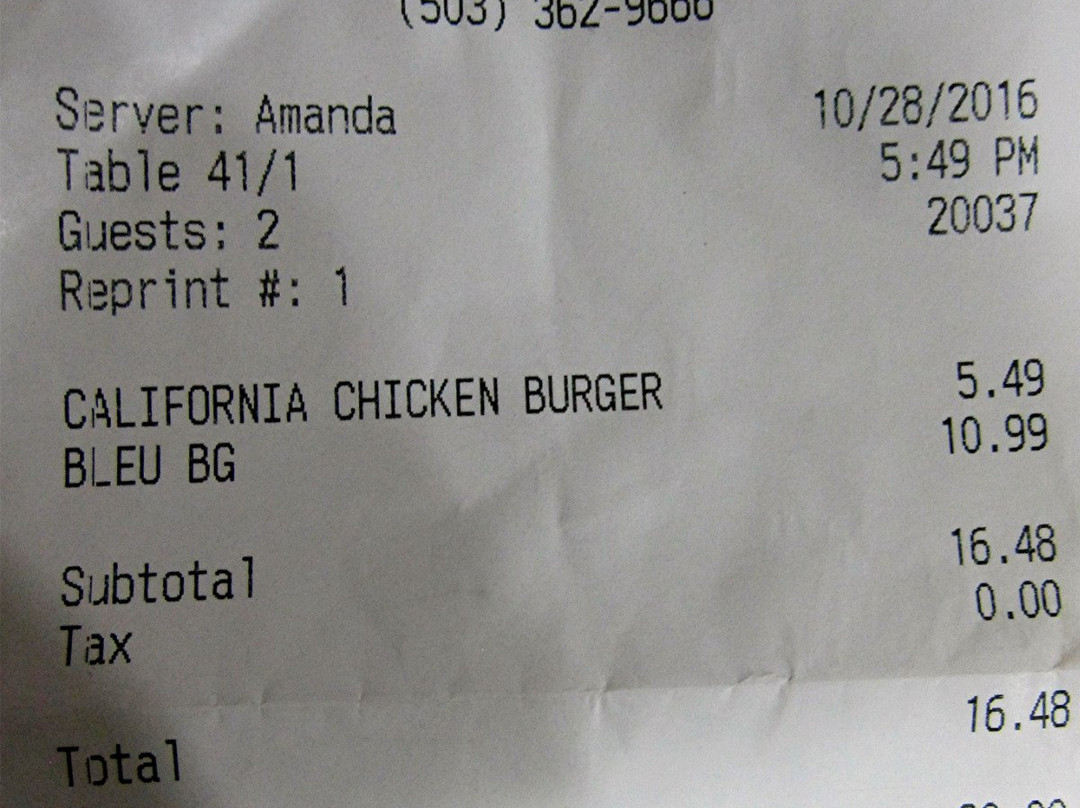 (503) 362-9666
Server: Amanda 10/28/2016
Table 41/1 5:49 PM
Guests: 2 20037
Reprint #: 1
CALIFORNIA CHICKEN BURGER 5.49
BLEU BG 10.99
Subtotal 16.48
Tax 0.00
Total 16.48